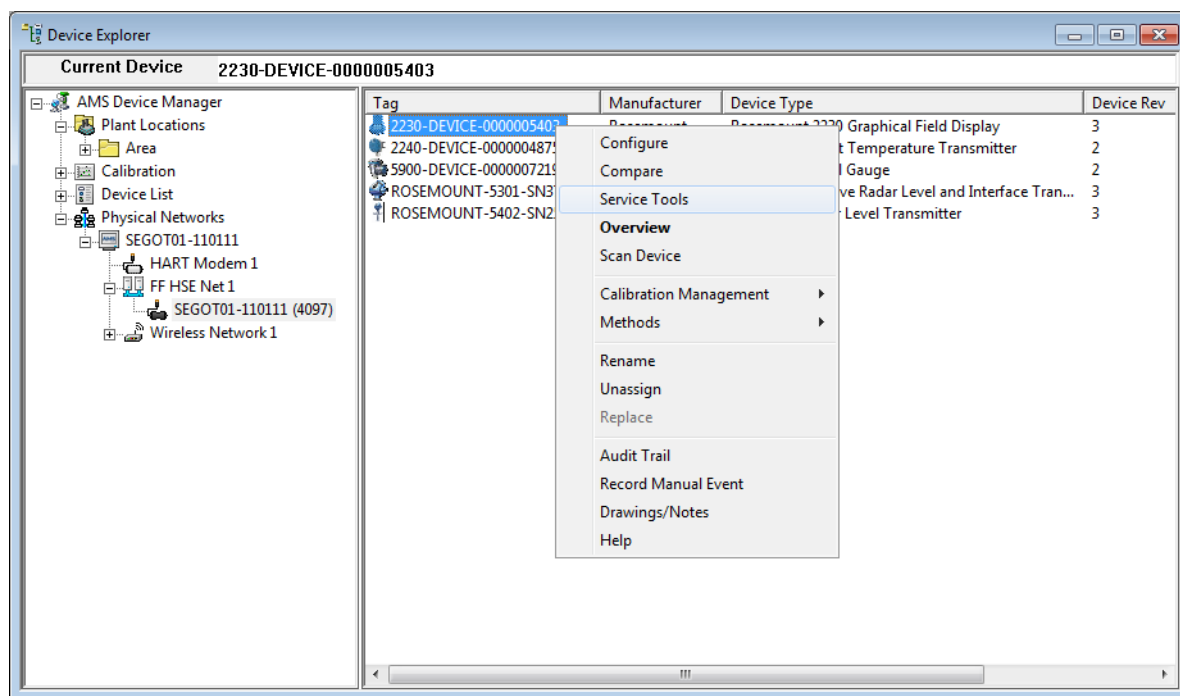 Device Explorer
Current Device 2230-DEVICE-0000005403
AMS Device Manager
Plant Locations
Area
Calibration
Device List
Physical Networks
SEGOT01-110111
HART Modem 1
FF HSE Net 1
SEGOT01-110111 (4097)
Wireless Network 1
Tag Manufacturer Device Type Device Rev
2230-DEVICE-0000005403 Rosemount Rosemount 2230 Graphical Field Display 3
2240-DEVICE-000000487 t Temperature Transmitter 2
5900-DEVICE-0000007219 l Gauge 2
ROSEMOUNT-5301-SN3 ve Radar Level and Interface Tran... 3
ROSEMOUNT-5402-SN2 r Level Transmitter 3
Configure
Compare
Service Tools
Overview
Scan Device
Calibration Management
Methods
Rename
Unassign
Replace
Audit Trail
Record Manual Event
Drawings/Notes
Help